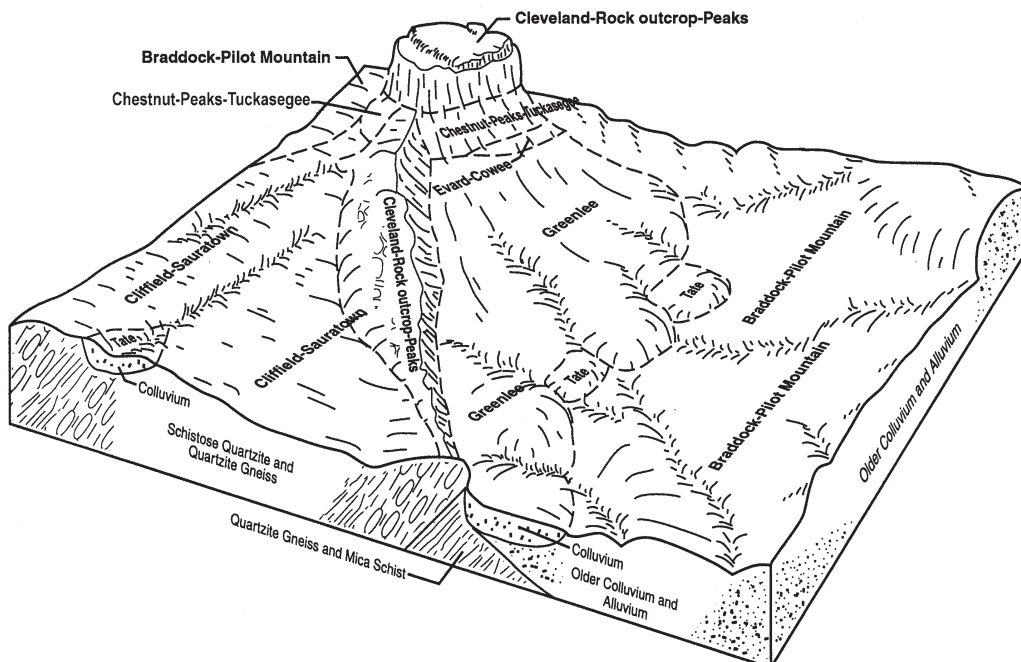 Cleveland-Rock outcrop-Peaks
Braddock-Pilot Mountain
Chestnut-Peaks-Tuckasegee
Chestnut-Peaks-Tuckasegee
Evard-Cowee
Greenlee
Cleveland-Rock outcrop-Peaks
Cliffield-Sauratown
Braddock-Pilot Mountain
Tate
Tate
Cliffield-Sauratown
Colluvium
Tate
Greenlee
Braddock-Pilot Mountain
Older Colluvium and Alluvium
Schistose Quartzite and
Quartzite Gneiss
Quartzite Gneiss and Mica Schist
Colluvium
Older Colluvium and
Alluvium